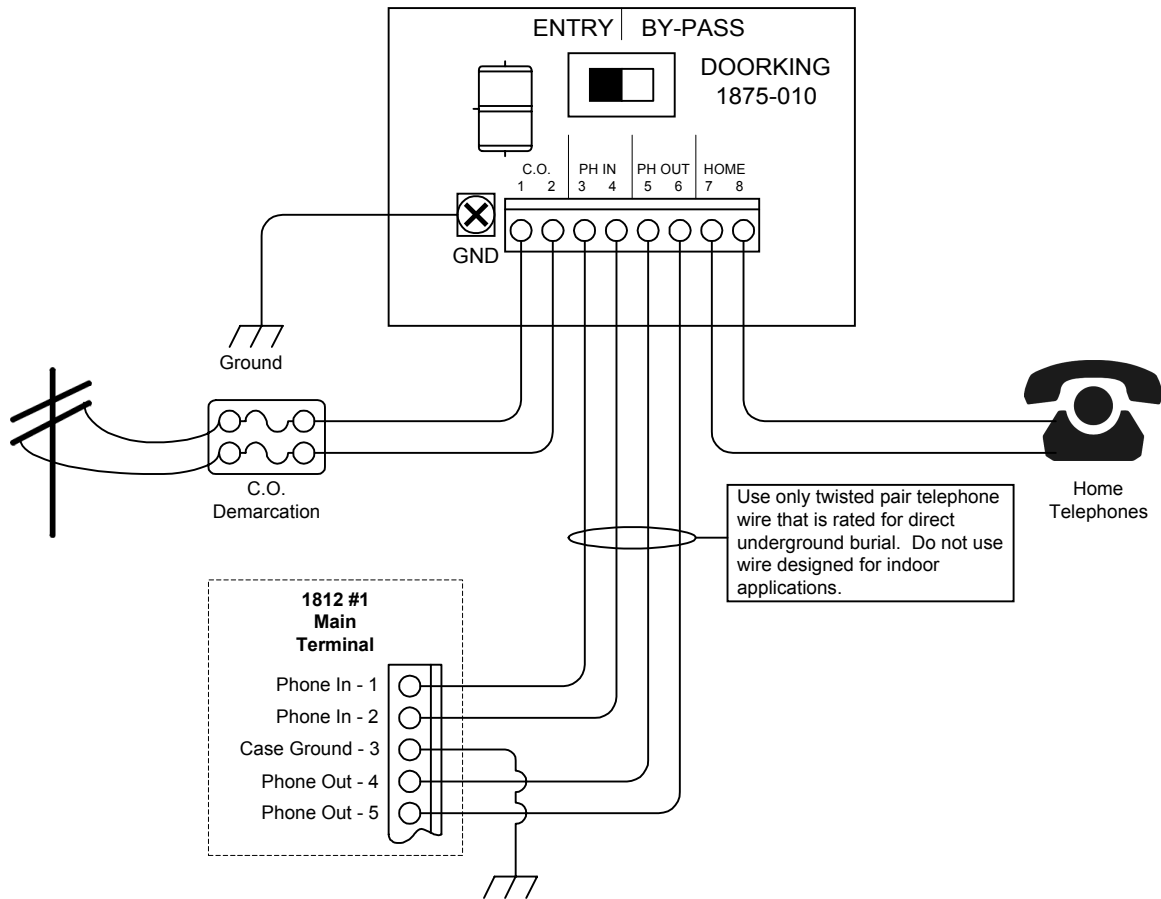 ENTRY BY-PASS
DOORKING
1875-010
C.O. PH IN PH OUT HOME
1 2 3 4 5 6 7 8
GND
Ground
C.O.
Demarcation
Home
Telephones
Use only twisted pair telephone
wire that is rated for direct
underground burial. Do not use
wire designed for indoor
applications.
1812 #1
Main
Terminal
Phone In - 1
Phone In - 2
Case Ground - 3
Phone Out - 4
Phone Out - 5